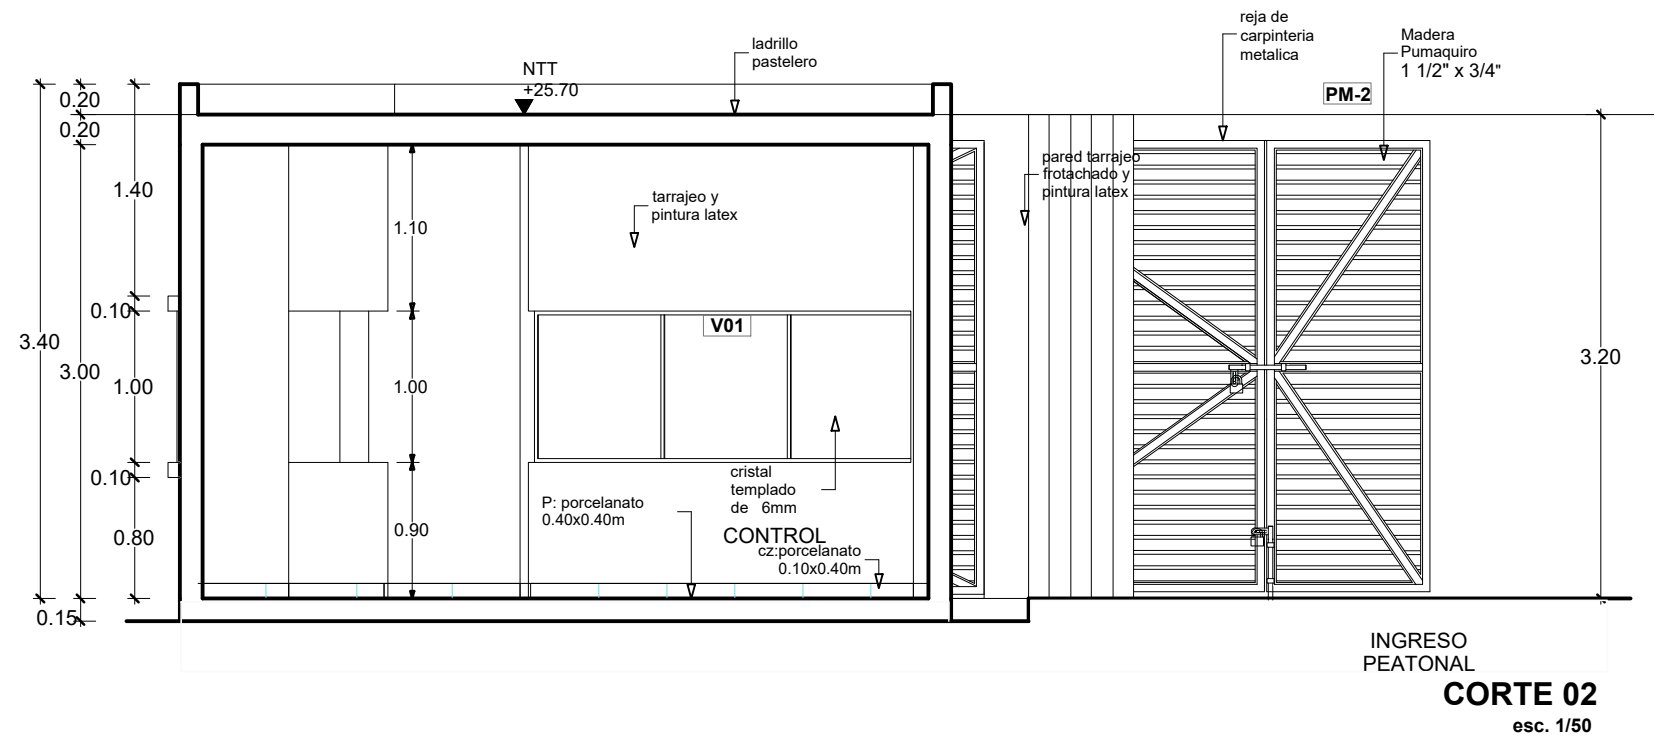 reja de
carpinteria
metalica
Madera
Pumaquiro
1 1/2" x 3/4"
ladrillo
pastelero
NTT
+25.70
PM-2
0.20
0.20
1.40
pared tarrajeo
frotachado y
pintura latex
tarrajeo y
pintura latex
1.10
0.10
V01
3.40
3.00
1.00
1.00
3.20
0.10
cristal
templado
de 6mm
P: porcelanato
0.40x0.40m
0.80
0.90
CONTROL
cz:porcelanato
0.10x0.40m
0.15
INGRESO
PEATONAL
CORTE 02
esc. 1/50